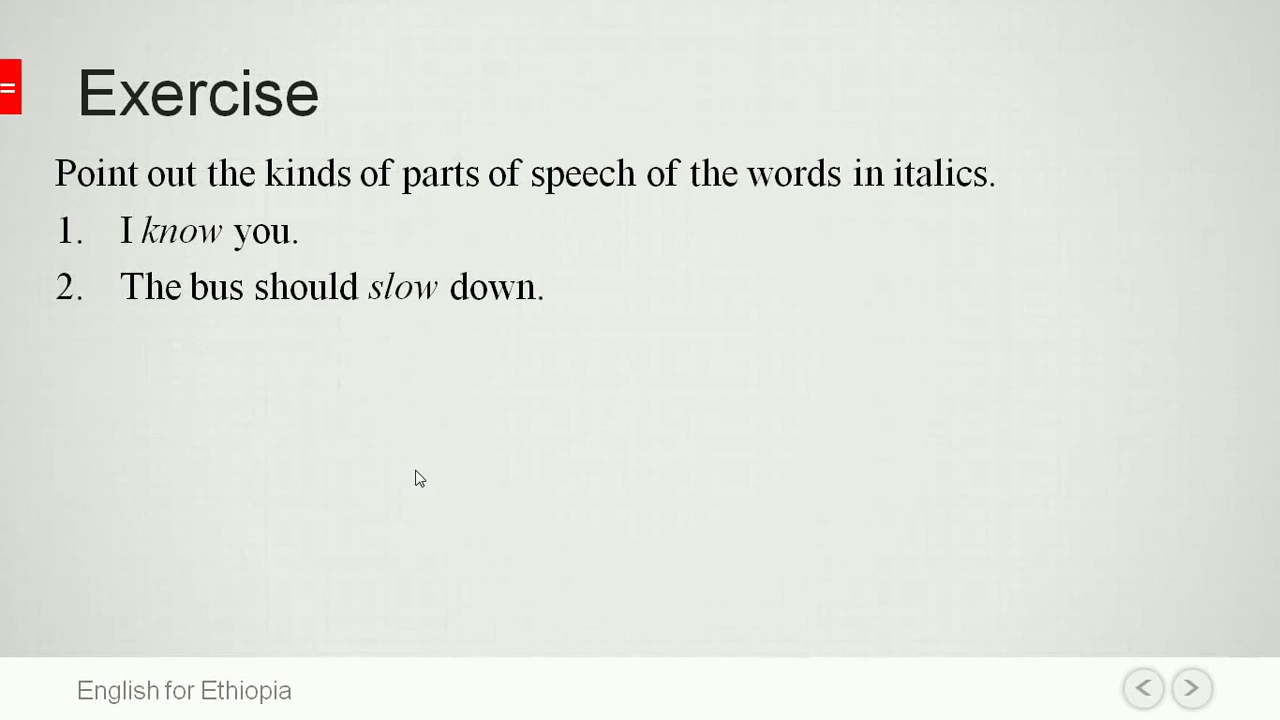 =
Exercise
Point out the kinds of parts of speech of the words in italics.
1. I know you.
2. The bus should slow down.
English for Ethiopia